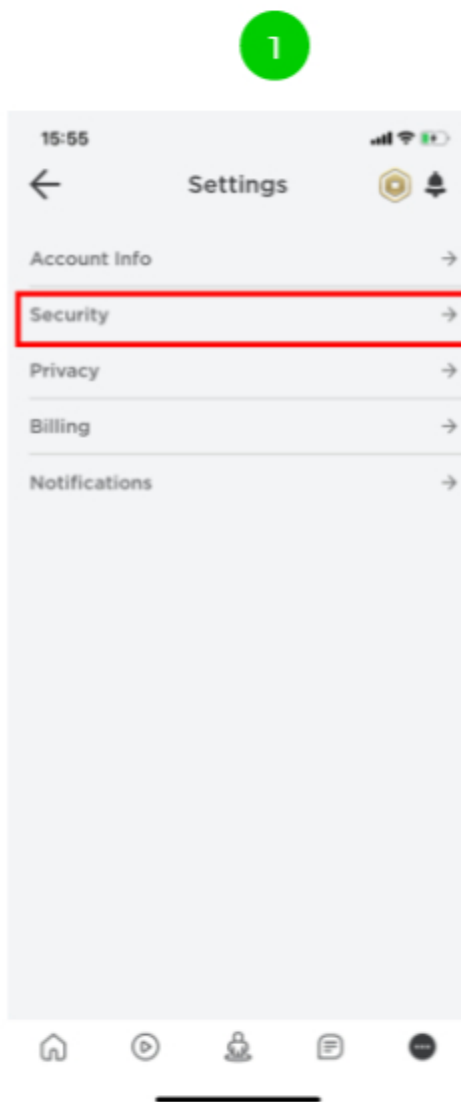 1
15:55
Settings
Account Info
Security
Privacy
Billing
Notifications